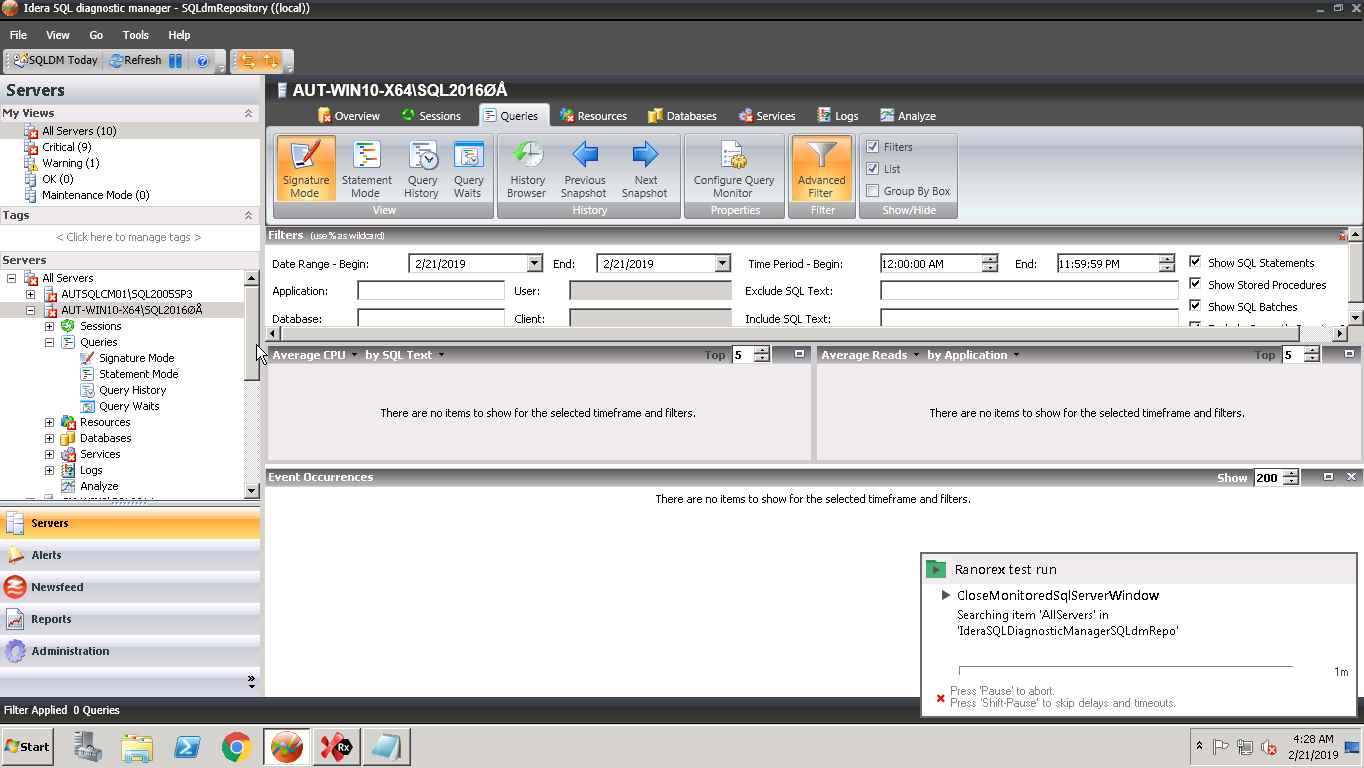 Idera SQL diagnostic manager - SQLdmRepository ((local))
File View Go Tools Help
SQLDM Today Refresh
Servers
My Views
All Servers (10)
Critical (9)
Warning (1)
OK (0)
Maintenance Mode (0)
Tags
< Click here to manage tags >
Servers
All Servers
AUTSQLCM01\SQL2005SP3
AUT-WIN10-X64\SQL2016ØÅ
Sessions
Queries
Signature Mode
Statement Mode
Query History
Query Waits
Resources
Databases
Services
Logs
Analyze
Servers
Alerts
Newsfeed
Reports
Administration
AUT-WIN10-X64\SQL2016ØÅ
Overview Sessions Queries Resources Databases Services Logs Analyze
Signature Mode
Statement Mode
Query History
Query Waits
View
History Browser
Previous Snapshot
Next Snapshot
History
Configure Query Monitor
Properties
Advanced Filter
Filter
Filters
List
Group By Box
Show/Hide
Filters (use % as wildcard)
Date Range - Begin: 2/21/2019 End: 2/21/2019 Time Period - Begin: 12:00:00 AM End: 11:59:59 PM Show SQL Statements
Application: User: Exclude SQL Text: Show Stored Procedures
Database: Client: Include SQL Text: Show SQL Batches
Average CPU by SQL Text Top 5
There are no items to show for the selected timeframe and filters.
Average Reads by Application Top 5
There are no items to show for the selected timeframe and filters.
Event Occurrences Show 200
There are no items to show for the selected timeframe and filters.
Ranorex test run
CloseMonitoredSqlServerWindow
Searching item 'AllServers' in
'IderaSQLDiagnosticManagerSQLdmRepo'
1m
Press 'Pause' to abort.
Press 'Shift-Pause' to skip delays and timeouts.
Filter Applied 0 Queries
Start
Rx
4:28 AM
2/21/2019